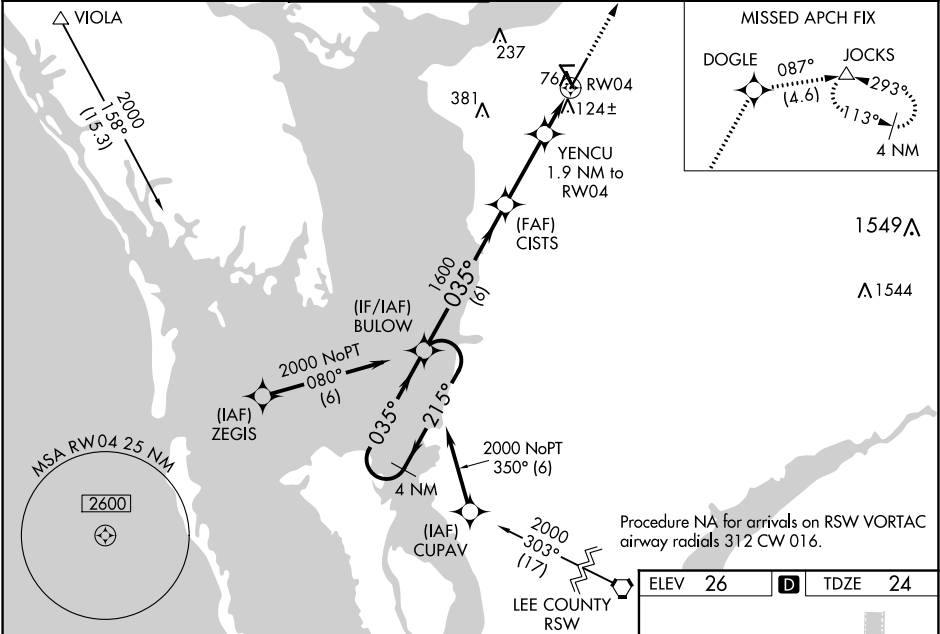 VIOLA
2000
158°
(15.3)
237
381
76
RW04
124±
YENCU
1.9 NM to
RW04
(FAF)
CISTS
1600
035°
(6)
(IF/IAF)
BULOW
2000 NoPT
080°
(6)
(IAF)
ZEGIS
035°
215°
4 NM
2000 NoPT
350° (6)
(IAF)
CUPAV
2000
303°
(17)
LEE COUNTY
RSW
MSA RW04 25 NM
2600
MISSED APCH FIX
DOGLE
087°
(4.6)
JOCKS
293°
113°
4 NM
1549
1544
Procedure NA for arrivals on RSW VORTAC
airway radials 312 CW 016.
ELEV 26 D TDZE 24